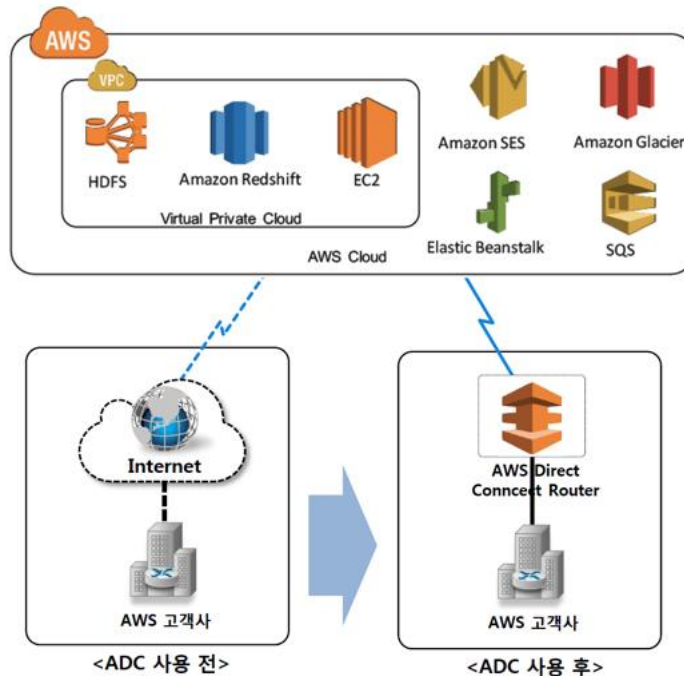 AWS
VPC
HDFS
Amazon Redshift
EC2
Virtual Private Cloud
Amazon SES
Amazon Glacier
Elastic Beanstalk
SQS
AWS Cloud
Internet
AWS 고객사
<ADC 사용 전>
AWS Direct
Conncect Router
AWS 고객사
<ADC 사용 후>